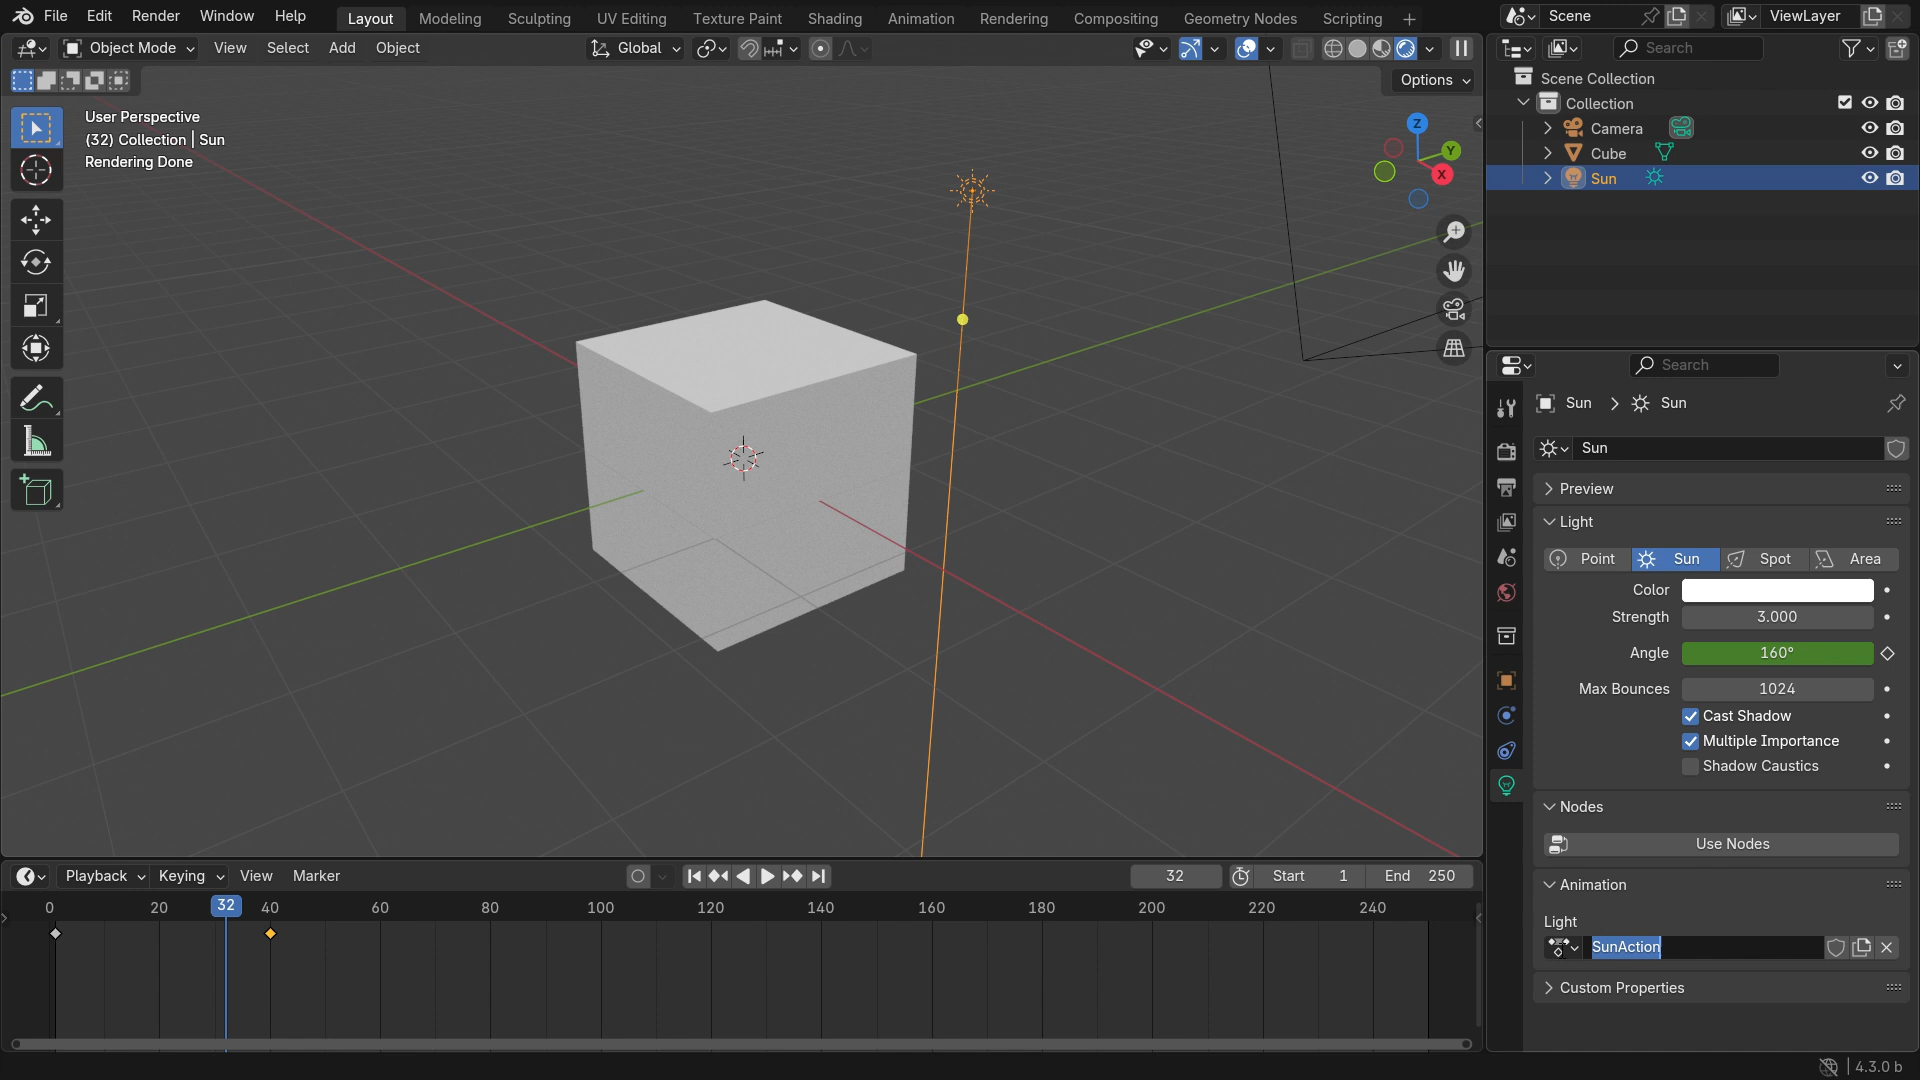 File Edit Render Window Help Layout Modeling Sculpting UV Editing Texture Paint Shading Animation Rendering Compositing Geometry Nodes Scripting Scene ViewLayer
Object Mode View Select Add Object Global Search
Options
User Perspective
(32) Collection | Sun
Rendering Done
Z
Y
X
Scene Collection
Collection
Camera
Cube
Sun
Search
Sun Sun
Sun
Preview
Light
Point Sun Spot Area
Color
Strength 3.000
Angle 160°
Max Bounces 1024
Cast Shadow
Multiple Importance
Shadow Caustics
Nodes
Use Nodes
Animation
Light
SunAction
Custom Properties
Playback Keying View Marker 32 Start 1 End 250
0 20 32 40 60 80 100 120 140 160 180 200 220 240
4.3.0 b